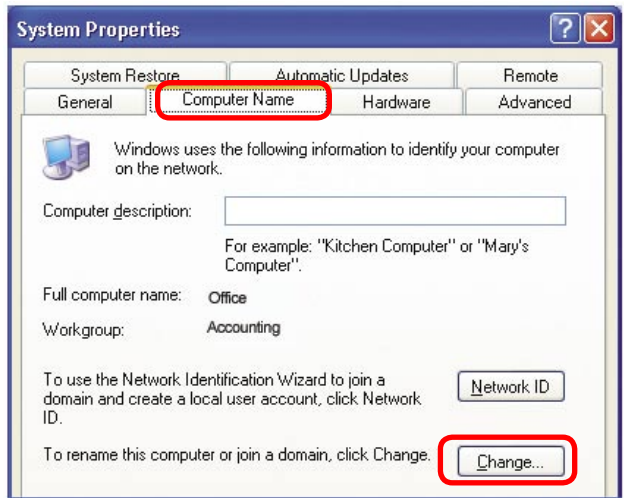 System Properties
System Restore Automatic Updates Remote
General Computer Name Hardware Advanced
Windows uses the following information to identify your computer
on the network.
Computer description:
For example: "Kitchen Computer" or "Mary's
Computer".
Full computer name: Office
Workgroup: Accounting
To use the Network Identification Wizard to join a
domain and create a local user account, click Network
ID.
Network ID
To rename this computer or join a domain, click Change.
Change...